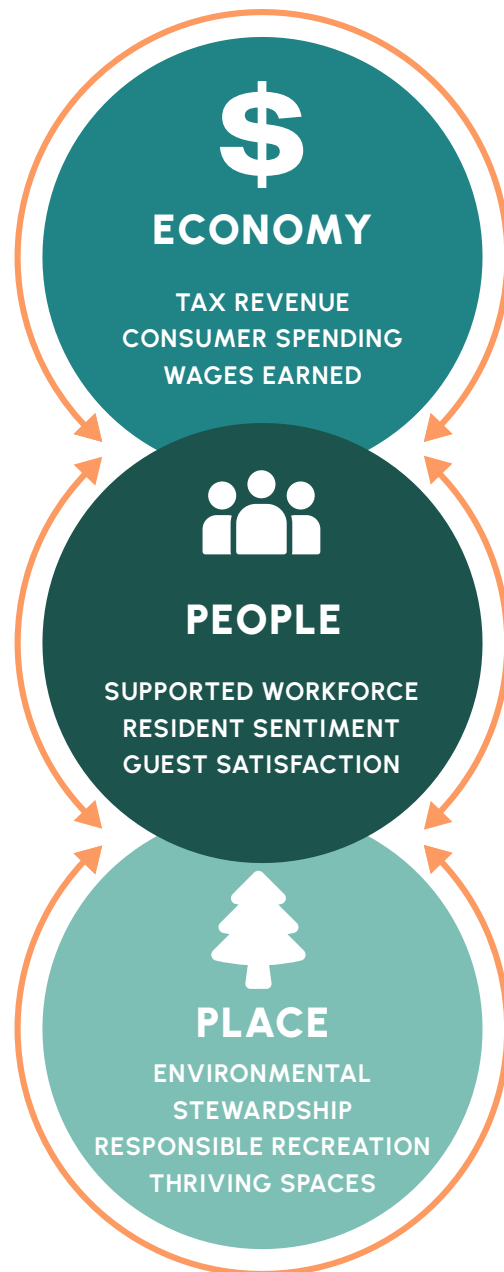 $
ECONOMY
TAX REVENUE
CONSUMER SPENDING
WAGES EARNED
PEOPLE
SUPPORTED WORKFORCE
RESIDENT SENTIMENT
GUEST SATISFACTION
PLACE
ENVIRONMENTAL
STEWARDSHIP
RESPONSIBLE RECREATION
THRIVING SPACES